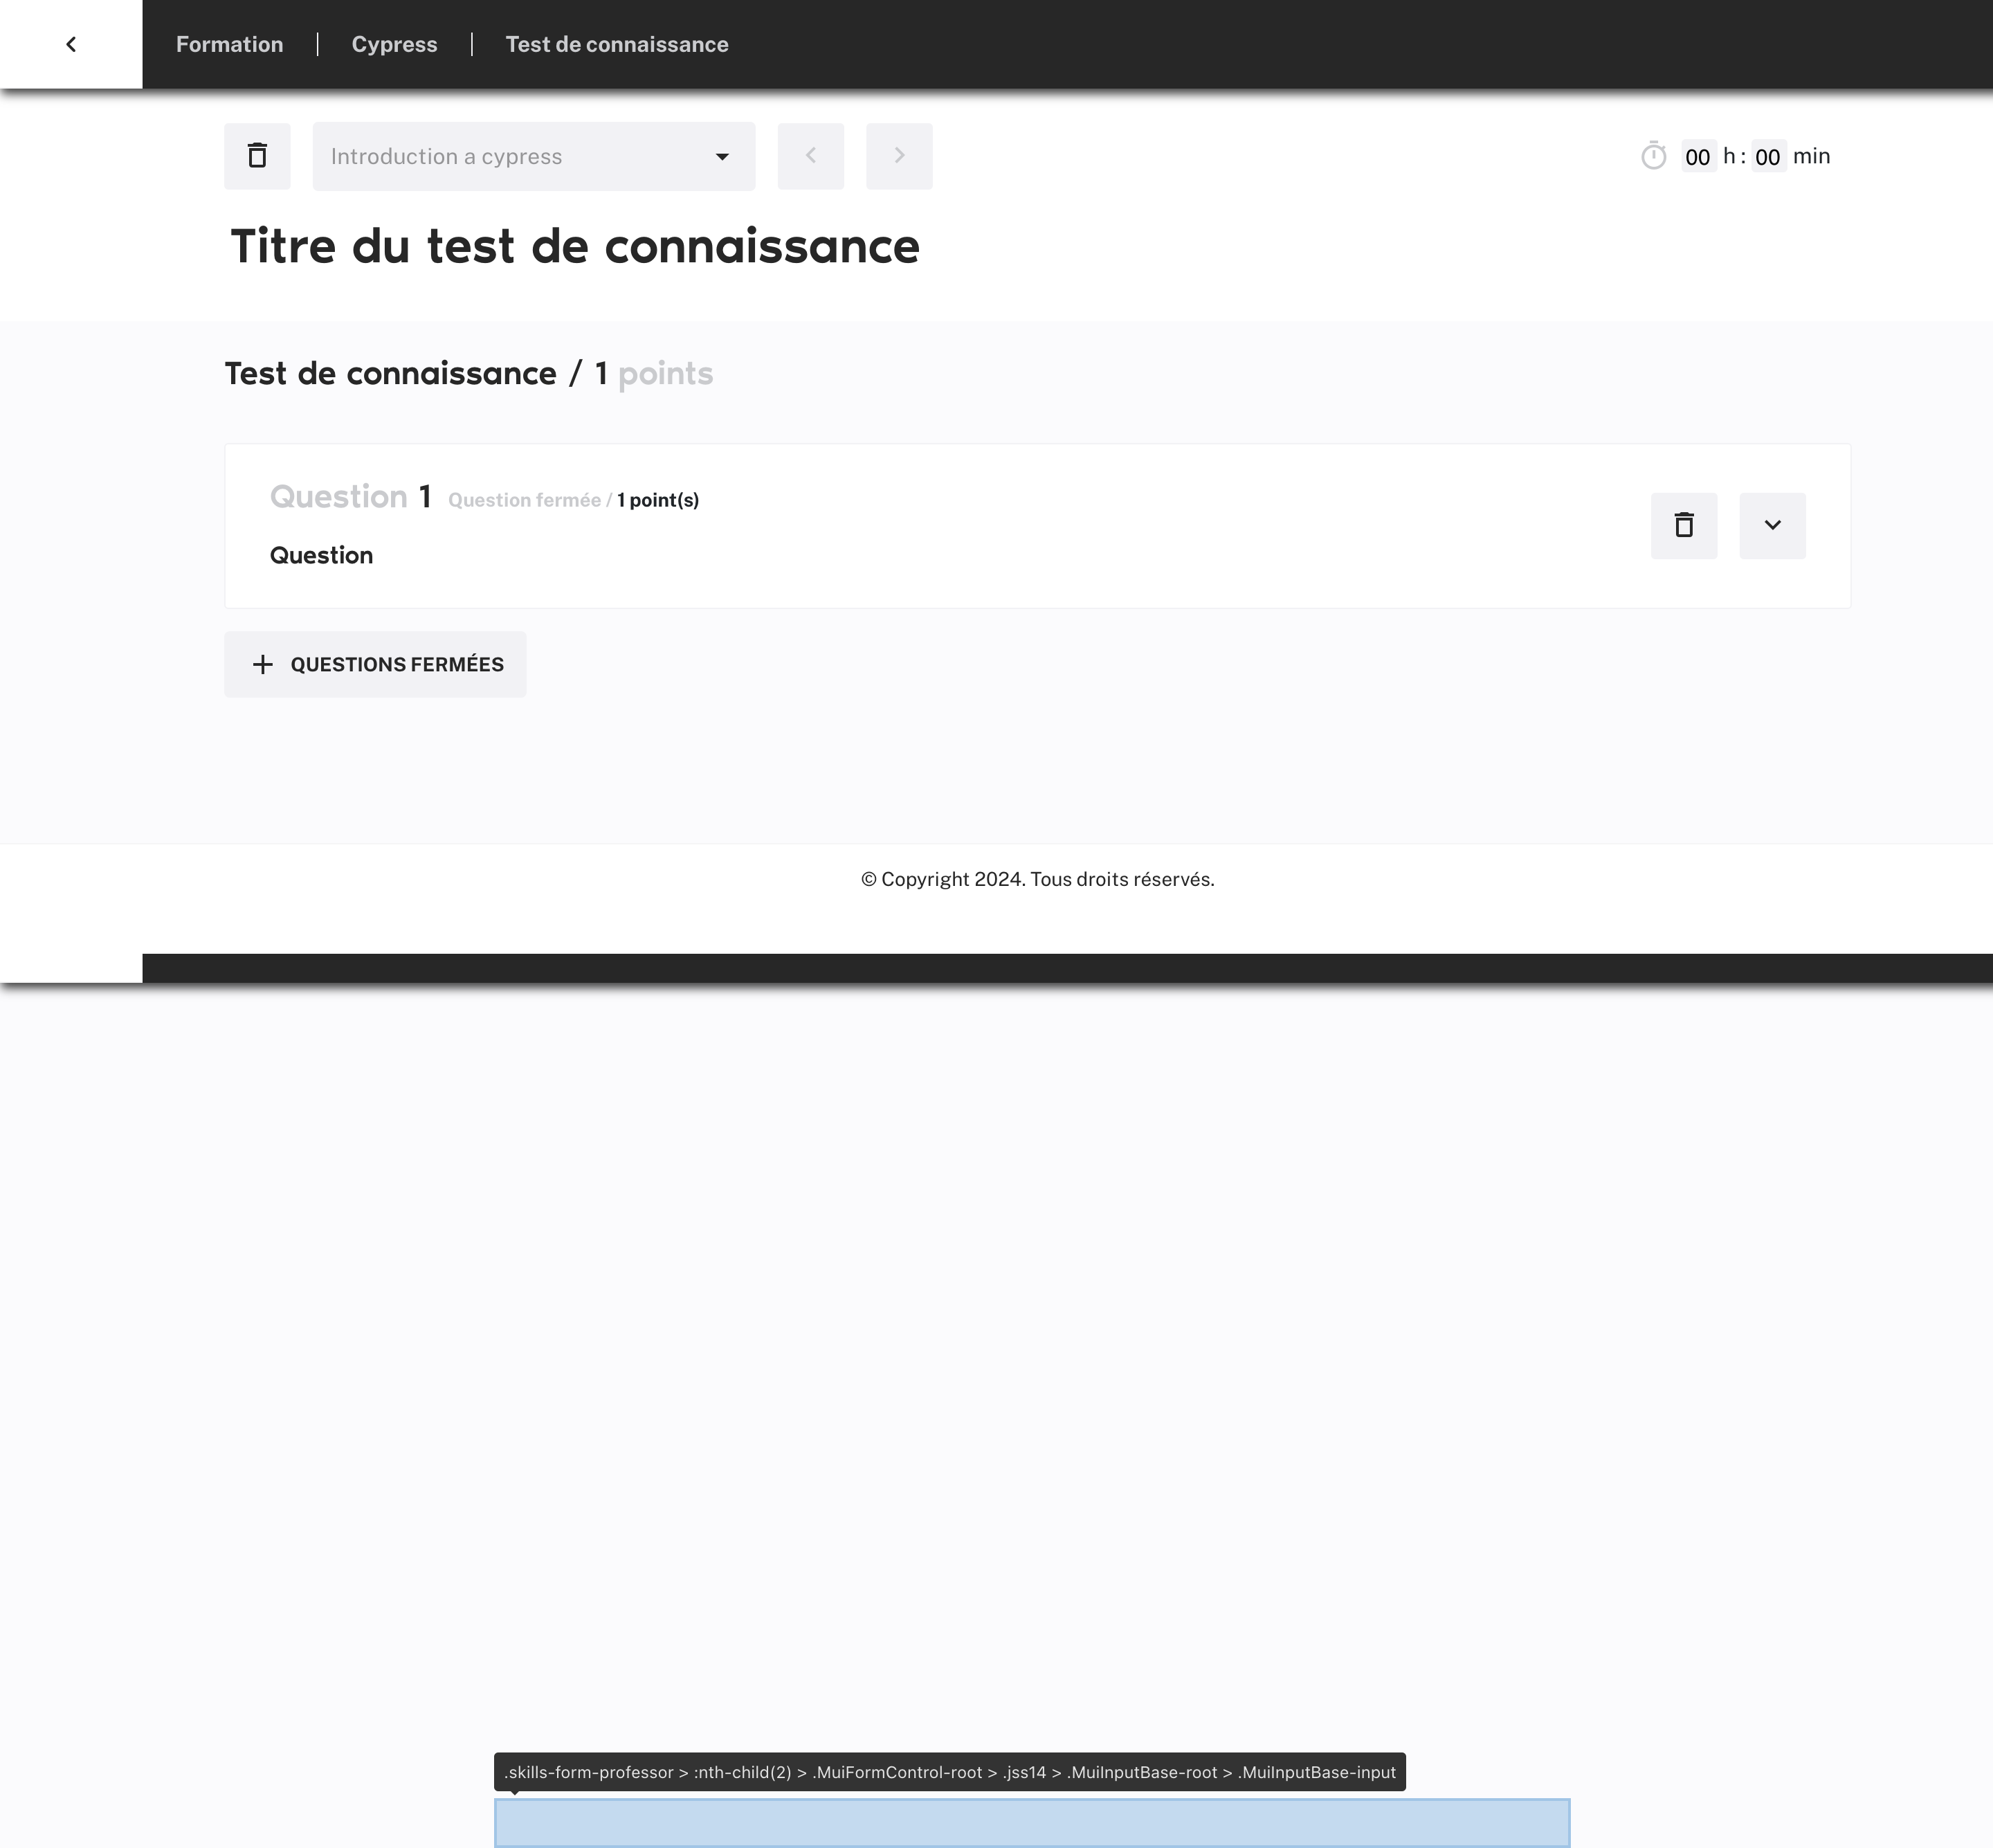 Formation | Cypress | Test de connaissance
Introduction a cypress
00 h : 00 min
Titre du test de connaissance
Test de connaissance / 1 points
Question 1 Question fermée / 1 point(s)
Question
QUESTIONS FERMÉES
© Copyright 2024. Tous droits réservés.
.skills-form-professor > :nth-child(2) > .MuiFormControl-root > .jss14 > .MuiInputBase-root > .MuiInputBase-input